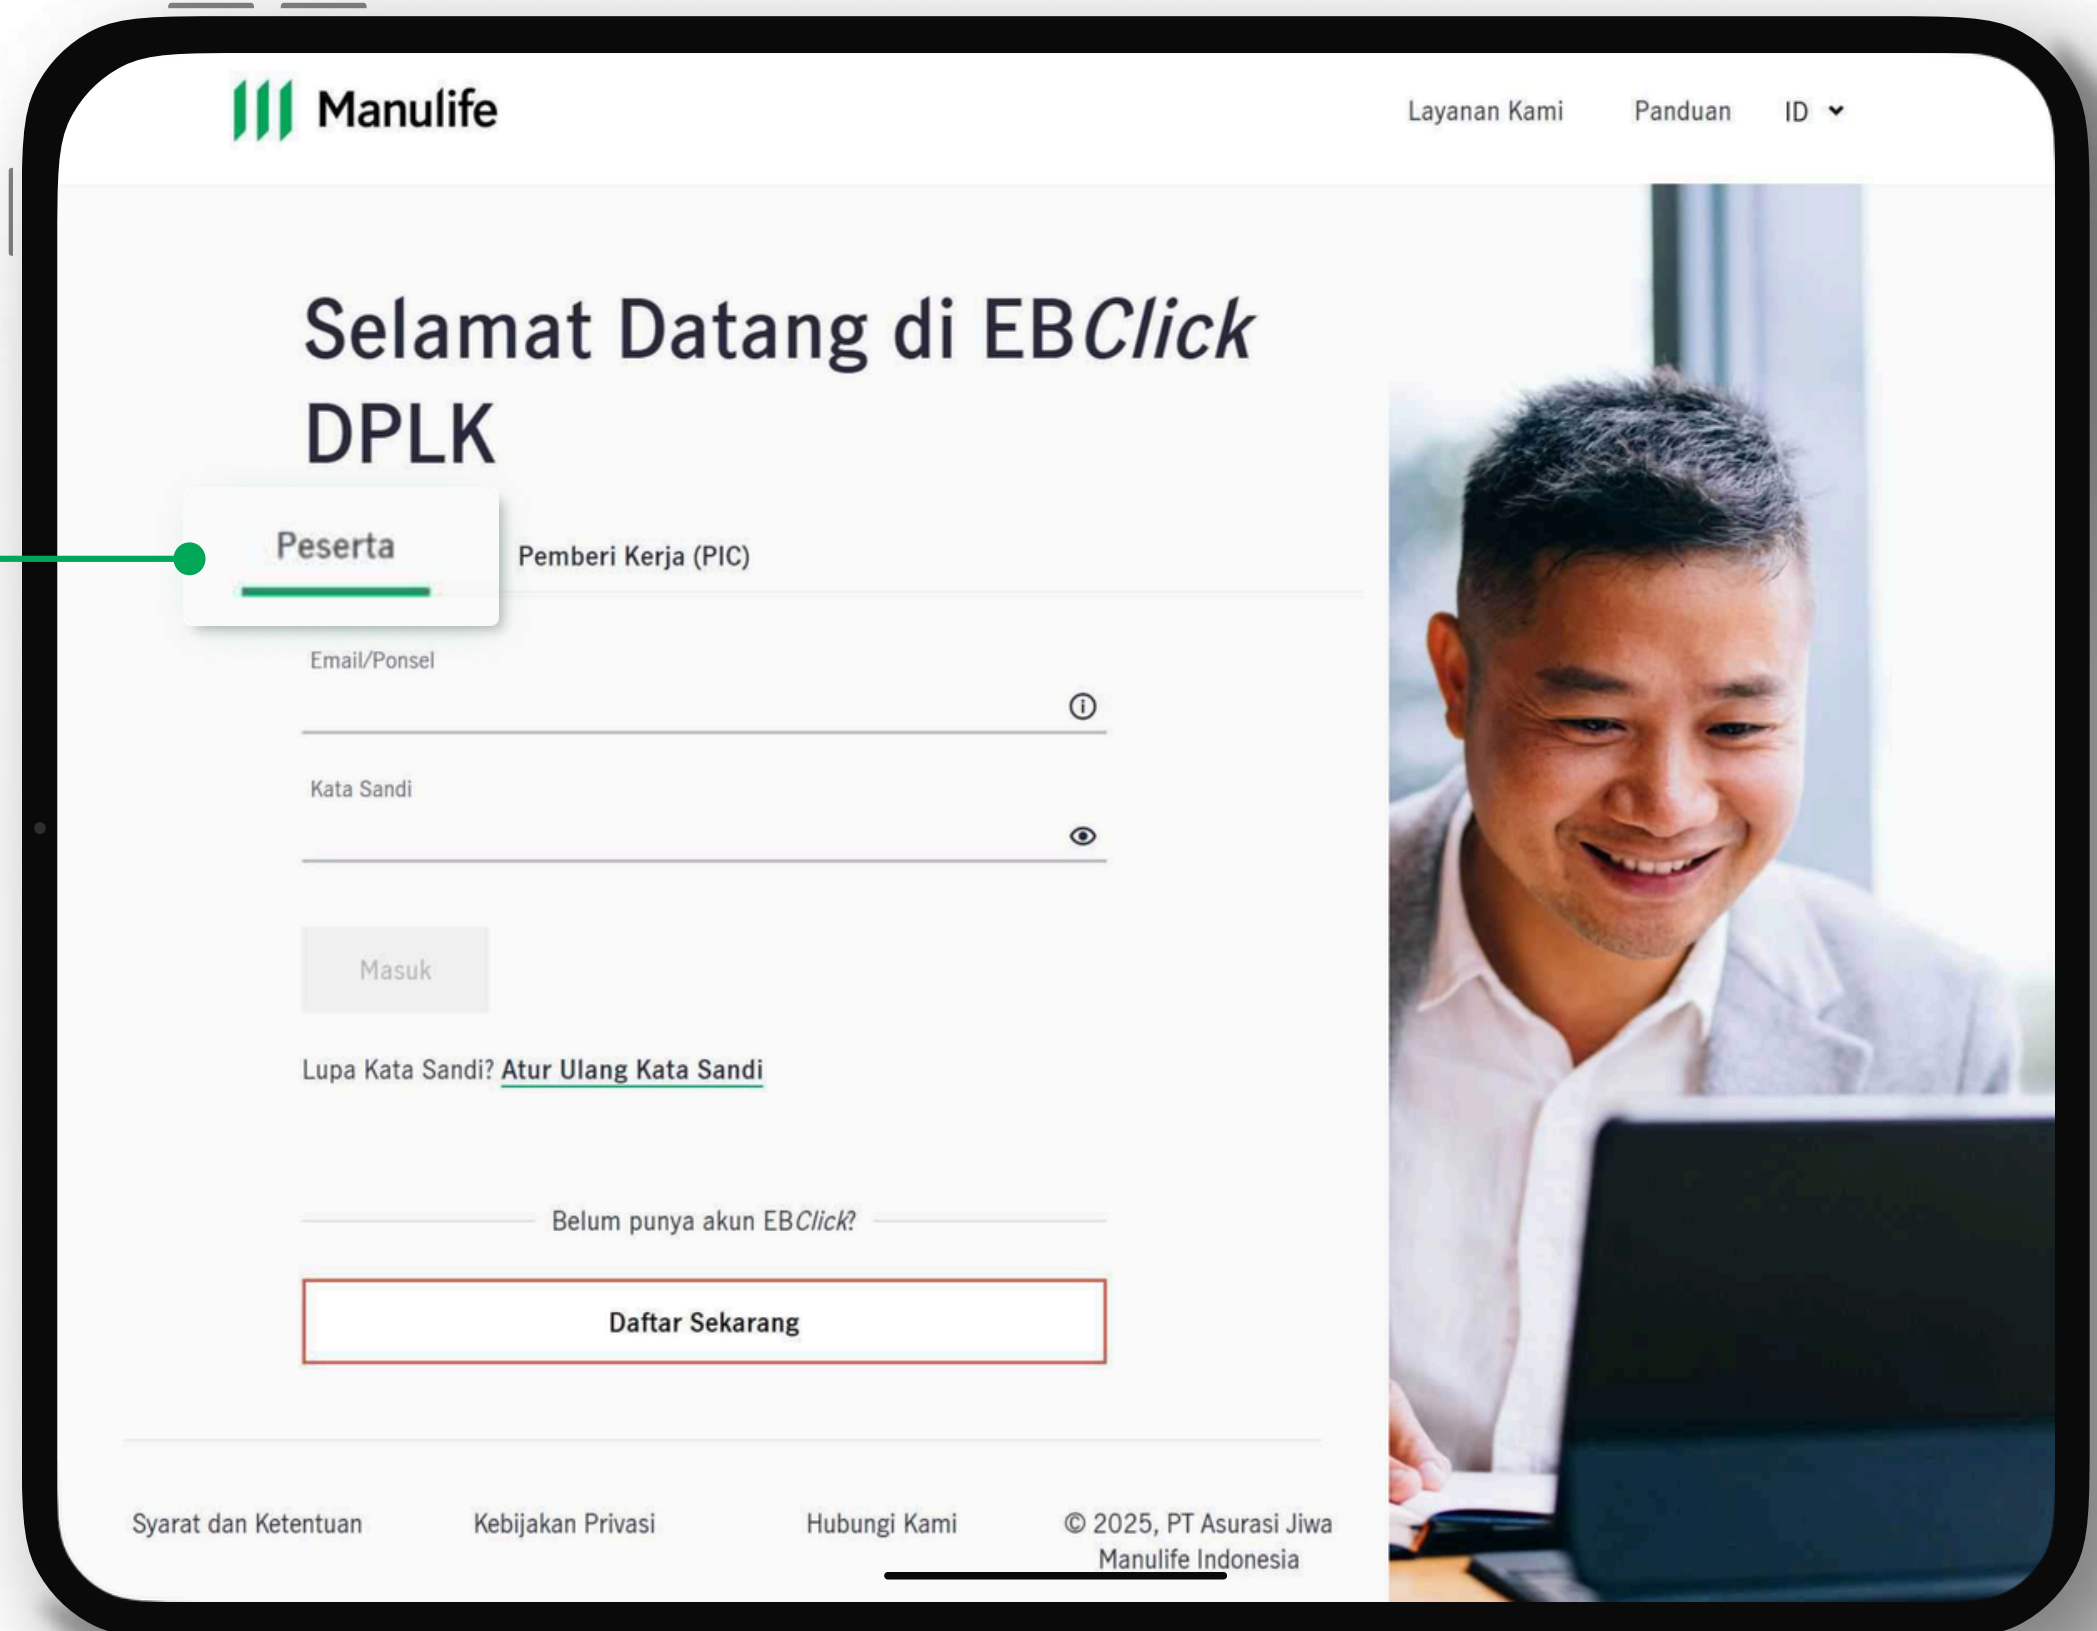 Manulife
Layanan Kami
Panduan
ID
Selamat Datang di EBClick
DPLK
Peserta
Pemberi Kerja (PIC)
Email/Ponsel
Kata Sandi
Masuk
Lupa Kata Sandi? Atur Ulang Kata Sandi
Belum punya akun EBClick?
Daftar Sekarang
Syarat dan Ketentuan
Kebijakan Privasi
Hubungi Kami
© 2025, PT Asurasi Jiwa
Manulife Indonesia